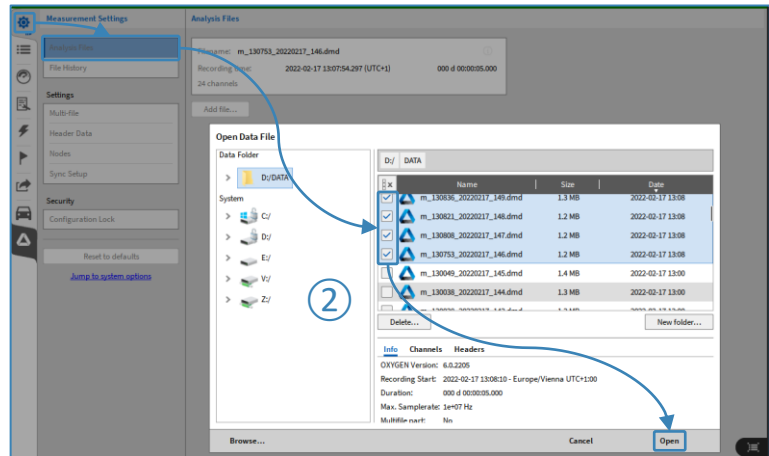 Measurement Settings
Analysis Files
File History
Settings
Multi-file
Header Data
Nodes
Sync Setup
Security
Configuration Lock
Reset to defaults
Jump to system options
Analysis Files
Filename: m_130753_20220217_146.dmd
Recording time: 2022-02-17 13:07:54.297 (UTC+1) 000 d 00:00:05.000
24 channels
Add file...
Open Data File
Data Folder
D:/DATA
System
C:/
D:/
E:/
V:/
Z:/
2
D:/ DATA
x Name Size Date
m_130836_20220217_149.dmd 1.3 MB 2022-02-17 13:08
m_130821_20220217_148.dmd 1.2 MB 2022-02-17 13:08
m_130808_20220217_147.dmd 1.2 MB 2022-02-17 13:08
m_130753_20220217_146.dmd 1.2 MB 2022-02-17 13:08
m_130049_20220217_145.dmd 1.4 MB 2022-02-17 13:00
m_130038_20220217_144.dmd 1.3 MB 2022-02-17 13:00
Delete... New folder...
Info Channels Headers
OXYGEN Version: 6.0.2205
Recording Start: 2022-02-17 13:08:10 - Europe/Vienna UTC+1:00
Duration: 000 d 00:00:05.000
Max. Samplerate: 1e+07 Hz
Multifile part: No
Browse... Cancel Open